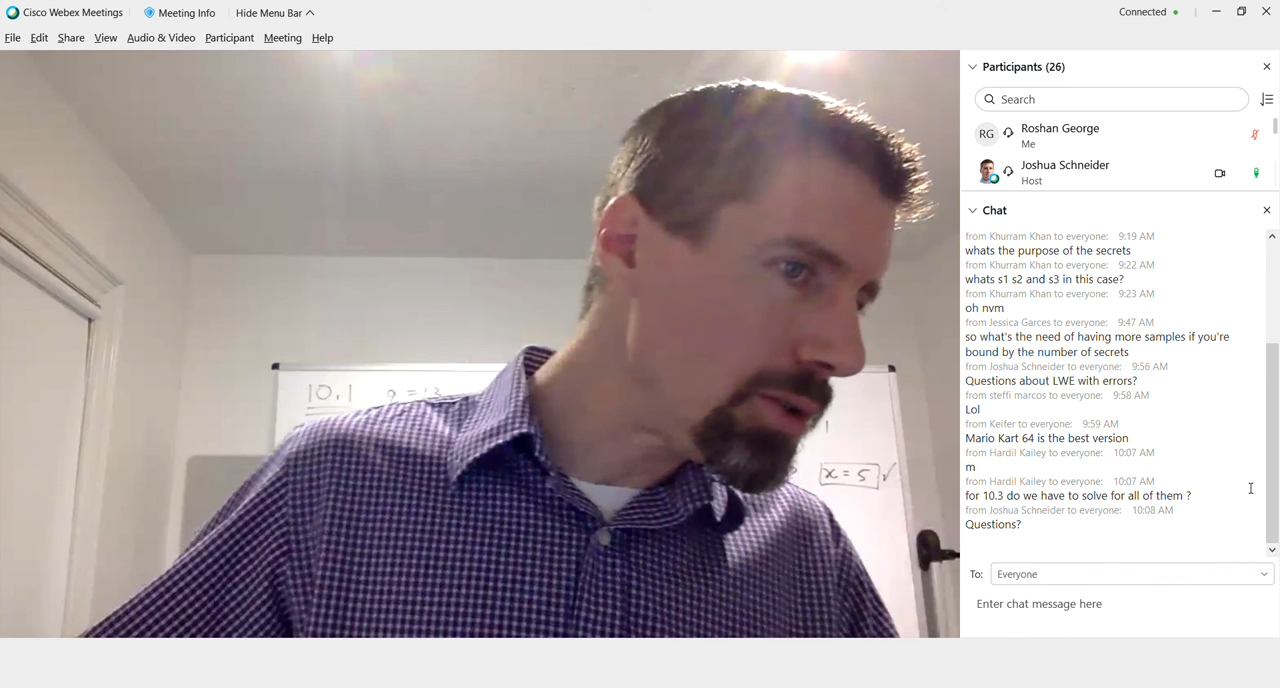 Cisco Webex Meetings
Meeting Info
Hide Menu Bar
Connected
File Edit Share View Audio & Video Participant Meeting Help
Participants (26)
Search
RG
Roshan George
Me
Joshua Schneider
Host
Chat
from Khurram Khan to everyone: 9:19 AM
whats the purpose of the secrets
from Khurram Khan to everyone: 9:22 AM
whats s1 s2 and s3 in this case?
from Khurram Khan to everyone: 9:23 AM
oh nvm
from Jessica Garces to everyone: 9:47 AM
so what's the need of having more samples if you're
bound by the number of secrets
from Joshua Schneider to everyone: 9:56 AM
Questions about LWE with errors?
from steffi marcos to everyone: 9:58 AM
Lol
from Keifer to everyone: 9:59 AM
Mario Kart 64 is the best version
from Hardil Kailey to everyone: 10:07 AM
m
from Hardil Kailey to everyone: 10:07 AM
for 10.3 do we have to solve for all of them ?
from Joshua Schneider to everyone: 10:08 AM
Questions?
To: Everyone
Enter chat message here
10.1
x = 5